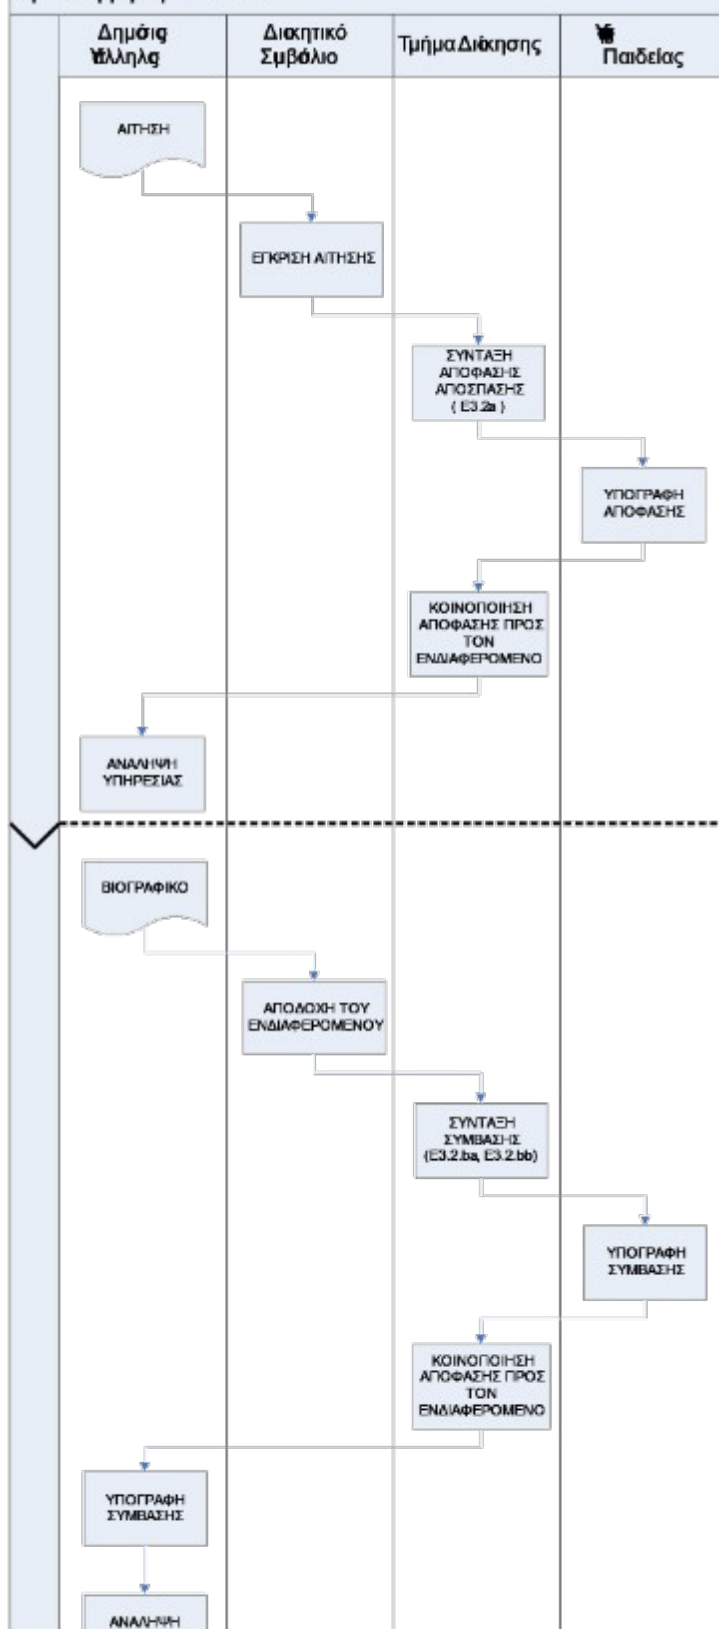 Δημόσιος
Υπάλληλος
Διοικητικό
Συμβούλιο
Τμήμα Διοίκησης
Παιδείας
ΑΙΤΗΣΗ
ΕΓΚΡΙΣΗ ΑΙΤΗΣΗΣ
ΣΥΝΤΑΞΗ
ΑΠΟΦΑΣΗΣ
ΑΠΟΣΠΑΣΗΣ
( Ε3.2a )
ΥΠΟΓΡΑΦΗ
ΑΠΟΦΑΣΗΣ
ΚΟΙΝΟΠΟΙΗΣΗ
ΑΠΟΦΑΣΗΣ ΠΡΟΣ
ΤΟΝ
ΕΝΔΙΑΦΕΡΟΜΕΝΟ
ΑΝΑΛΗΨΗ
ΥΠΗΡΕΣΙΑΣ
ΒΙΟΓΡΑΦΙΚΟ
ΑΠΟΔΟΧΗ ΤΟΥ
ΕΝΔΙΑΦΕΡΟΜΕΝΟΥ
ΣΥΝΤΑΞΗ
ΣΥΜΒΑΣΗΣ
(Ε3.2.ba, Ε3.2.bb)
ΥΠΟΓΡΑΦΗ
ΣΥΜΒΑΣΗΣ
ΚΟΙΝΟΠΟΙΗΣΗ
ΑΠΟΦΑΣΗΣ ΠΡΟΣ
ΤΟΝ
ΕΝΔΙΑΦΕΡΟΜΕΝΟ
ΥΠΟΓΡΑΦΗ
ΣΥΜΒΑΣΗΣ
ΑΝΑΛΗΨΗ